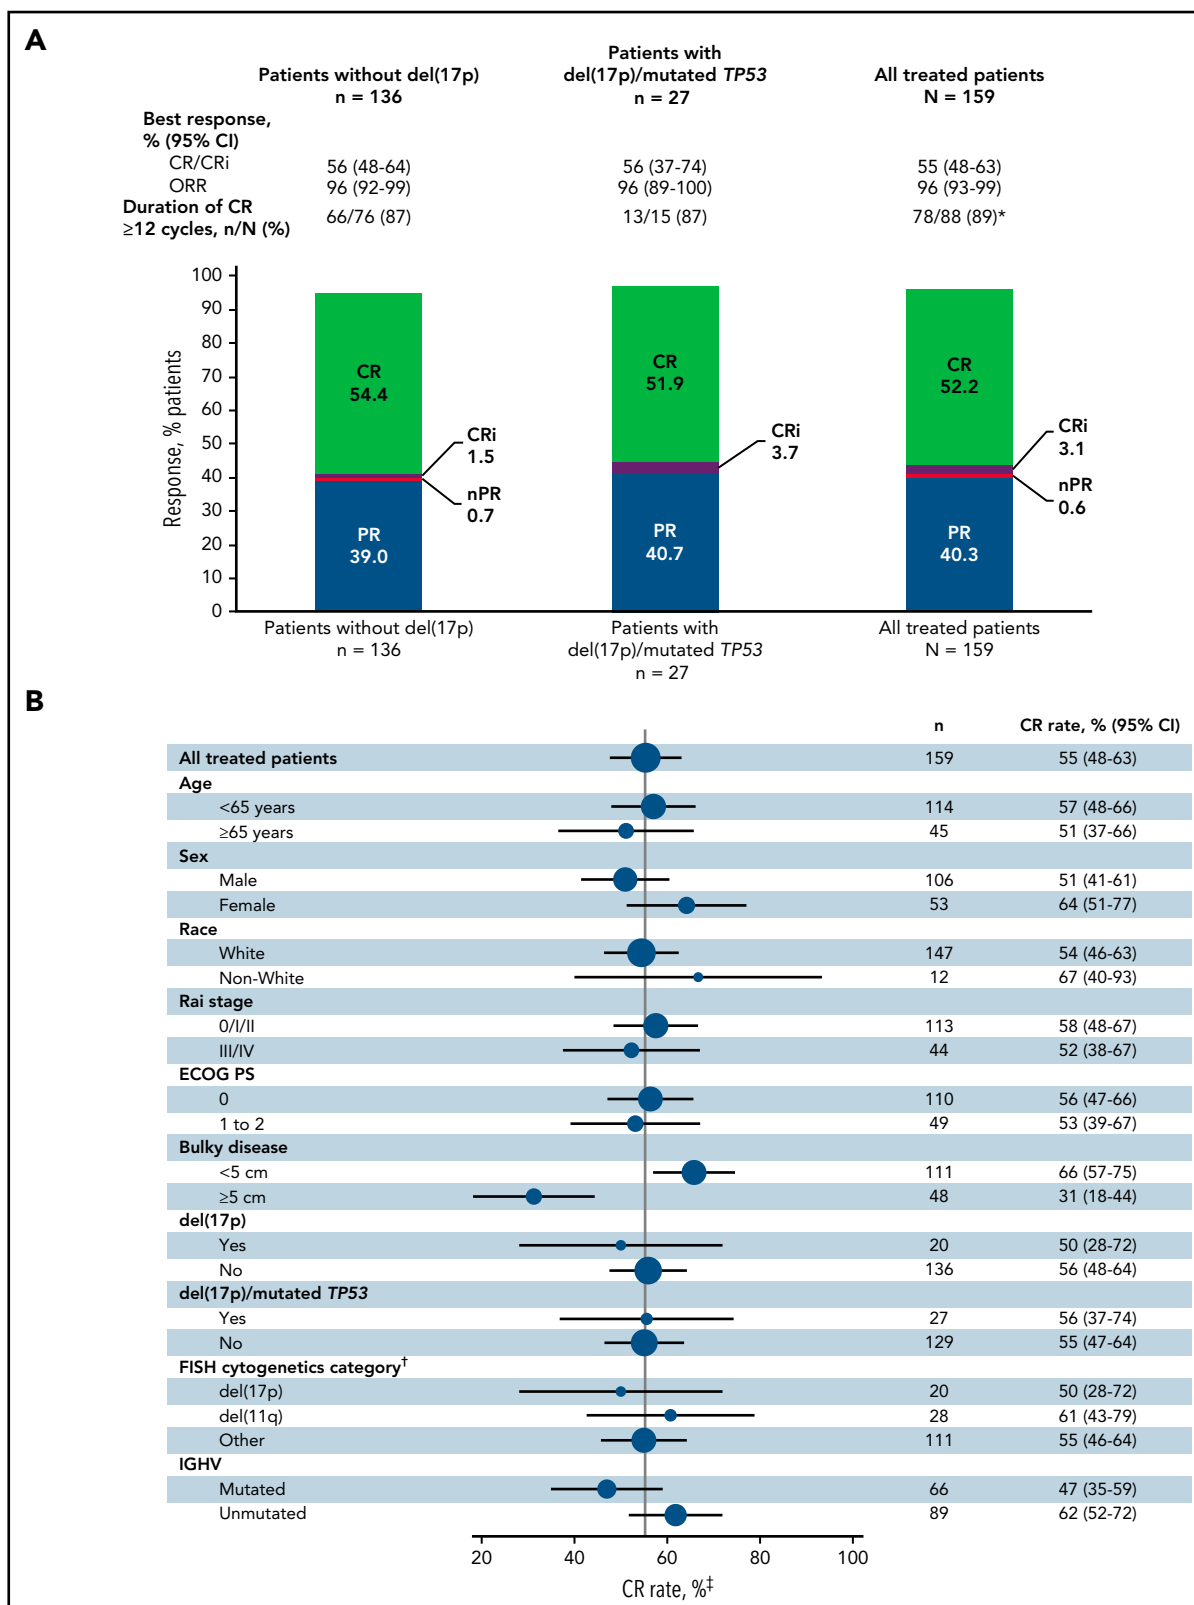 A
Patients without del(17p)
n = 136
Patients with
del(17p)/mutated TP53
n = 27
All treated patients
N = 159
Best response,
% (95% CI)
CR/CRi 56 (48-64) 56 (37-74) 55 (48-63)
ORR 96 (92-99) 96 (89-100) 96 (93-99)
Duration of CR
≥12 cycles, n/N (%) 66/76 (87) 13/15 (87) 78/88 (89)*
Response, % patients
100
90
80
70
60
50
40
30
20
10
0
CR
54.4
CRi
1.5
nPR
0.7
PR
39.0
CR
51.9
CRi
3.7
PR
40.7
CR
52.2
CRi
3.1
nPR
0.6
PR
40.3
Patients without del(17p)
n = 136
Patients with
del(17p)/mutated TP53
n = 27
All treated patients
N = 159
B
n CR rate, % (95% CI)
All treated patients 159 55 (48-63)
Age
<65 years 114 57 (48-66)
≥65 years 45 51 (37-66)
Sex
Male 106 51 (41-61)
Female 53 64 (51-77)
Race
White 147 54 (46-63)
Non-White 12 67 (40-93)
Rai stage
0/I/II 113 58 (48-67)
III/IV 44 52 (38-67)
ECOG PS
0 110 56 (47-66)
1 to 2 49 53 (39-67)
Bulky disease
<5 cm 111 66 (57-75)
≥5 cm 48 31 (18-44)
del(17p)
Yes 20 50 (28-72)
No 136 56 (48-64)
del(17p)/mutated TP53
Yes 27 56 (37-74)
No 129 55 (47-64)
FISH cytogenetics category†
del(17p) 20 50 (28-72)
del(11q) 28 61 (43-79)
Other 111 55 (46-64)
IGHV
Mutated 66 47 (35-59)
Unmutated 89 62 (52-72)
20 40 60 80 100
CR rate, %‡